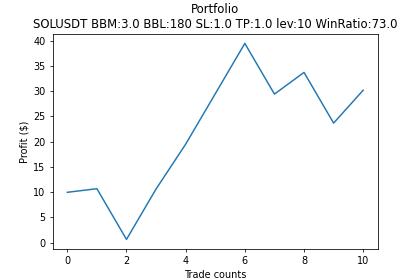 Portfolio
SOLUSDT BBM:3.0 BBL:180 SL:1.0 TP:1.0 lev:10 WinRatio:73.0
Profit ($)
40
35
30
25
20
15
10
5
0
0 2 4 6 8 10
Trade counts